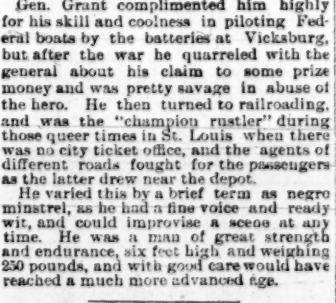 Gen. Grant complimented him highly
for his skill and coolness in piloting Fed-
eral boats by the batteries at Vicksburg,
but after the war he quarreled with the
general about his claim to some prize
money and was pretty savage in abuse of
the hero. He then turned to railroading,
and was the "champion rustler" during
those queer times in St. Louis when there
was no city ticket office, and the agents of
different roads fought for the passengers
as the latter drew near the depot.
He varied this by a brief term as negro
minstrel, as he had a fine voice and ready
wit, and could improvise a scene at any
time. He was a man of great strength
and endurance, six feet high and weighing
250 pounds, and with good care would have
reached a much more advanced age.